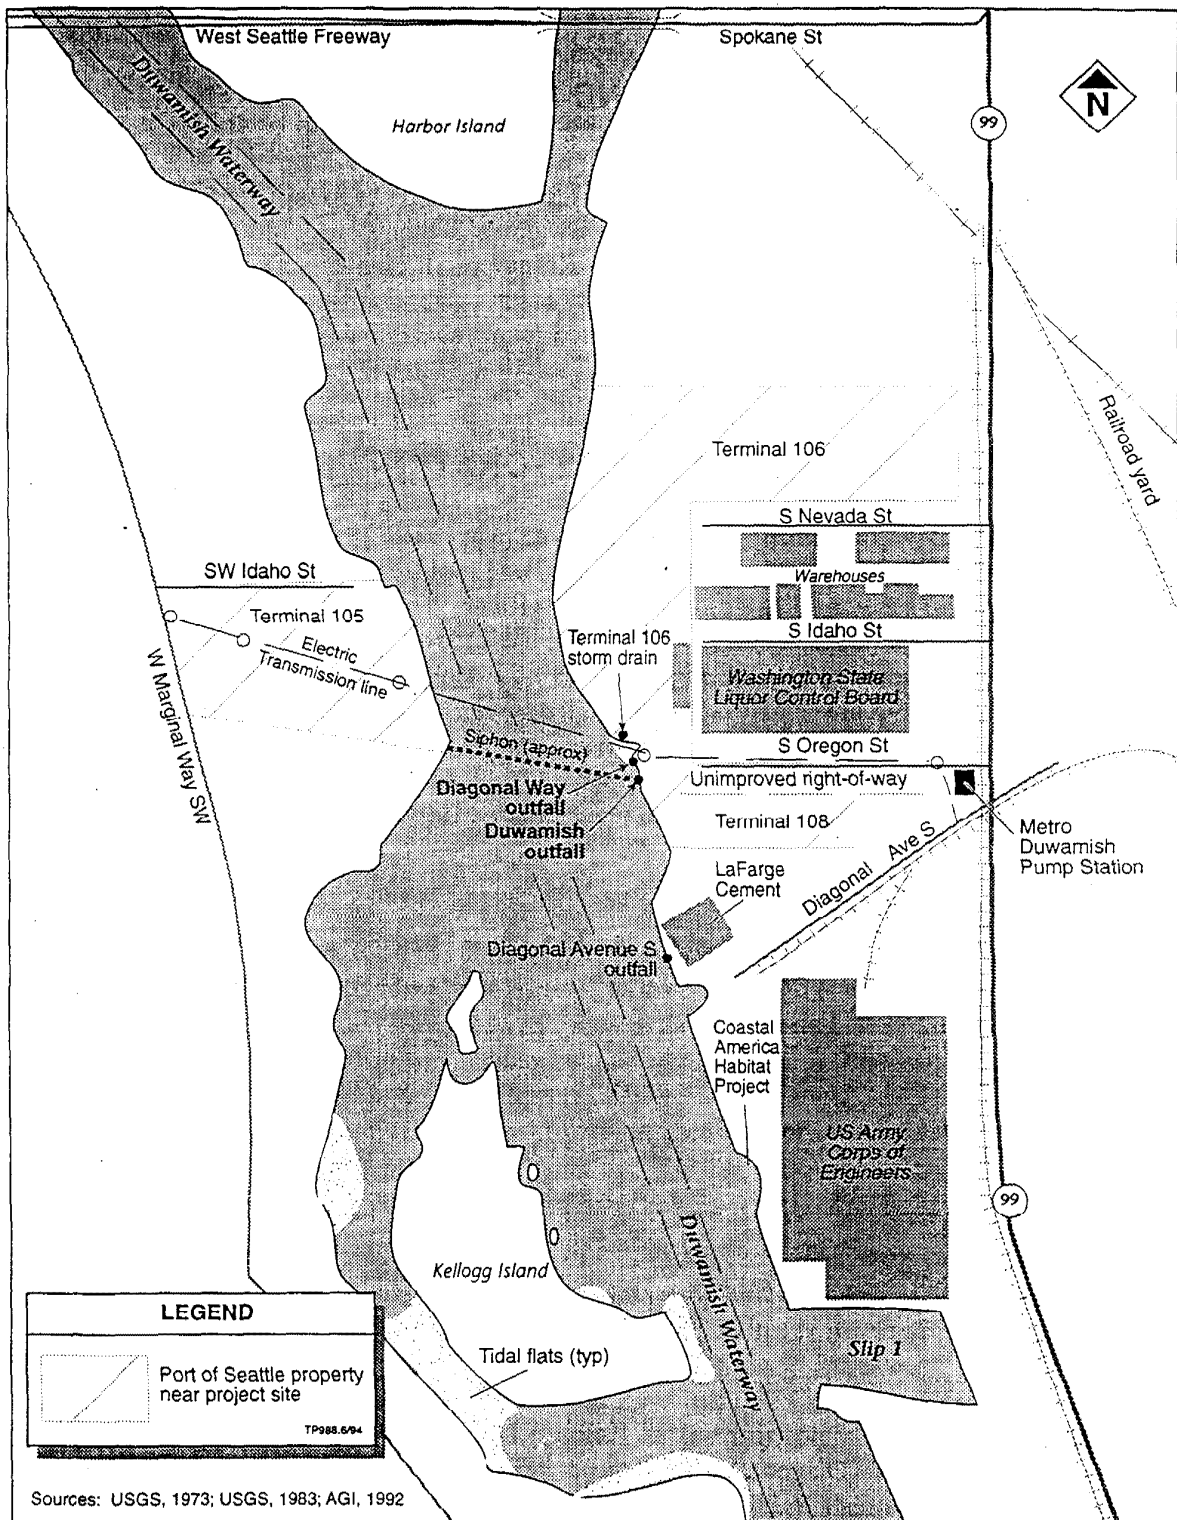 West Seattle Freeway
Spokane St
Duwamish Waterway
Harbor Island
N
99
Railroad yard
Terminal 106
S Nevada St
Warehouses
SW Idaho St
Terminal 105
Electric
Transmission line
W Marginal Way SW
S Idaho St
Terminal 106
storm drain
Washington State
Liquor Control Board
Siphon (approx)
S Oregon St
Unimproved right-of-way
Diagonal Way
outfall
Duwamish
outfall
Terminal 108
Diagonal Ave S
Metro
Duwamish
Pump Station
LaFarge
Cement
Diagonal Avenue S
outfall
Coastal
America
Habitat
Project
US Army
Corps of
Engineers
99
Duwamish Waterway
Kellogg Island
Slip 1
Tidal flats (typ)
LEGEND
Port of Seattle property
near project site
TP988.6/94
Sources: USGS, 1973; USGS, 1983; AGI, 1992